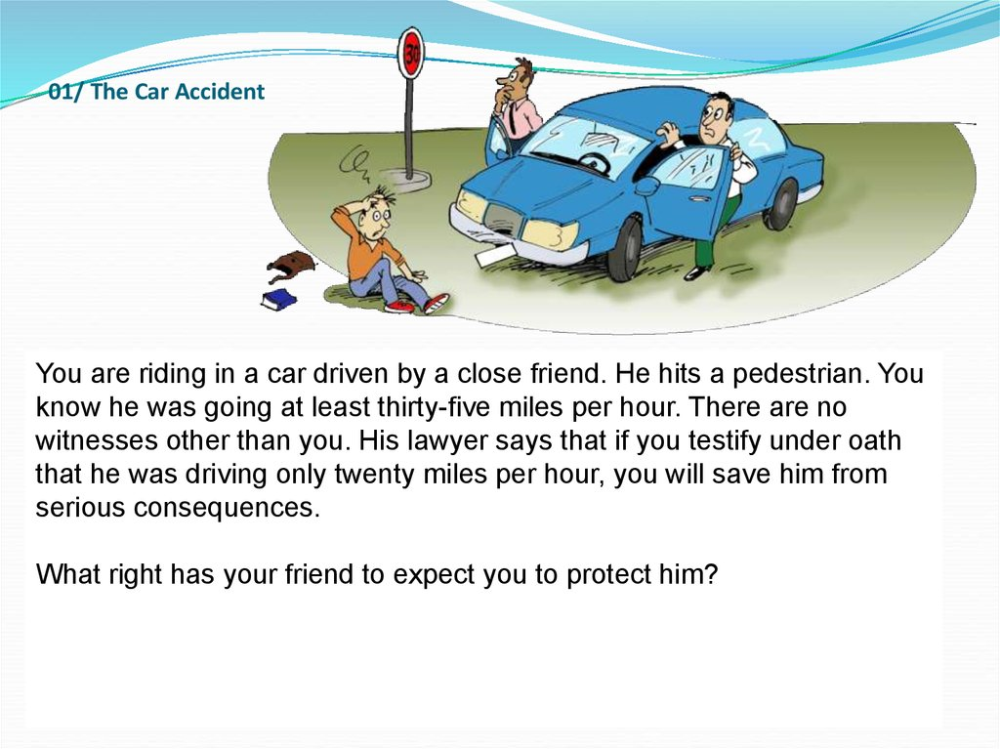 30
01/ The Car Accident
You are riding in a car driven by a close friend. He hits a pedestrian. You
know he was going at least thirty-five miles per hour. There are no
witnesses other than you. His lawyer says that if you testify under oath
that he was driving only twenty miles per hour, you will save him from
serious consequences.
What right has your friend to expect you to protect him?